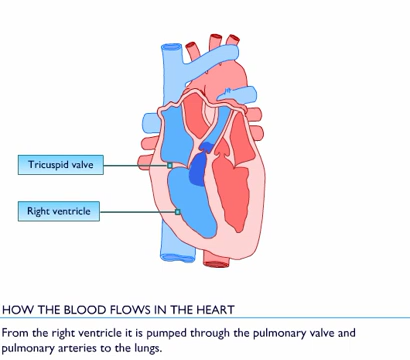 Tricuspid valve
Right ventricle
HOW THE BLOOD FLOWS IN THE HEART
From the right ventricle it is pumped through the pulmonary valve and
pulmonary arteries to the lungs.